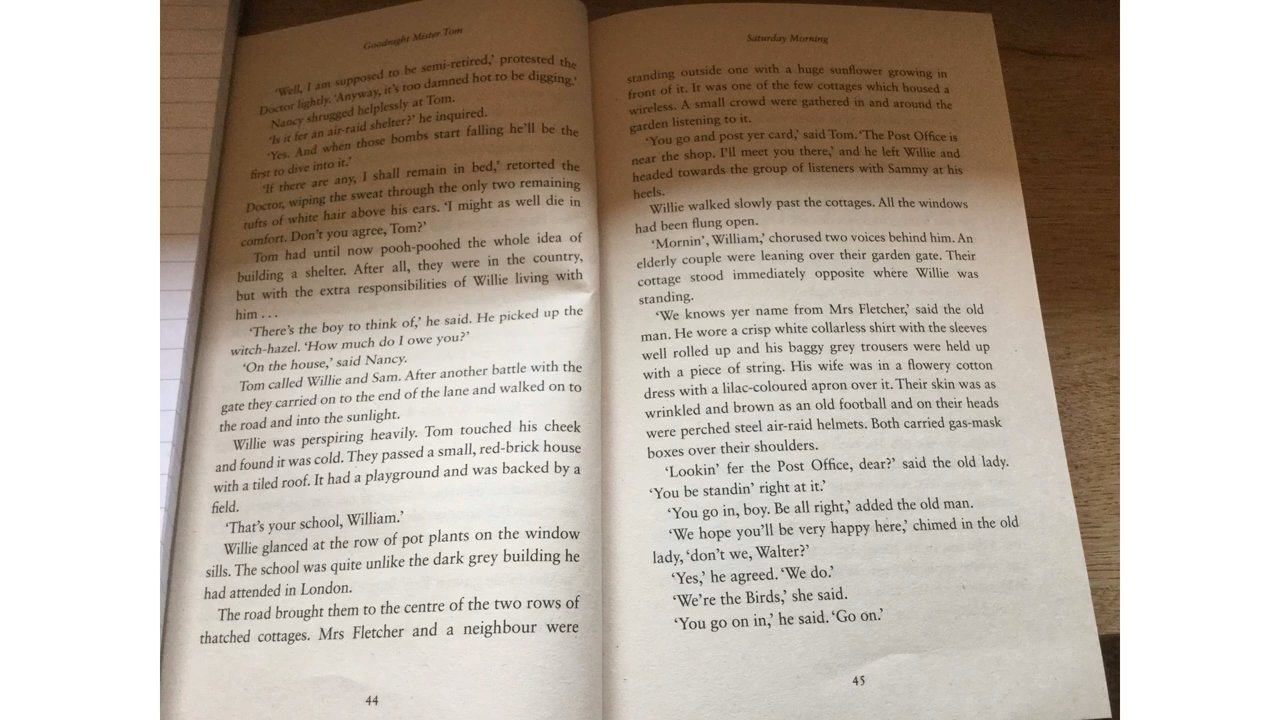 Goodnight Mister Tom
'Well, I am supposed to be semi-retired,' protested the
Doctor lightly. 'Anyway, it's too damned hot to be digging.'
Nancy shrugged helplessly at Tom.
'Is it fer an air-raid shelter?' he inquired.
'Yes. And when those bombs start falling he'll be the
first to dive into it.'
'If there are any, I shall remain in bed,' retorted the
Doctor, wiping the sweat through the only two remaining
tufts of white hair above his ears. 'I might as well die in
comfort. Don't you agree, Tom?'
Tom had until now pooh-poohed the whole idea of
building a shelter. After all, they were in the country,
but with the extra responsibilities of Willie living with
him . . .
'There's the boy to think of,' he said. He picked up the
witch-hazel. 'How much do I owe you?'
'On the house,' said Nancy.
Tom called Willie and Sam. After another battle with the
gate they carried on to the end of the lane and walked on to
the road and into the sunlight.
Willie was perspiring heavily. Tom touched his cheek
and found it was cold. They passed a small, red-brick house
with a tiled roof. It had a playground and was backed by a
field.
'That's your school, William.'
Willie glanced at the row of pot plants on the window
sills. The school was quite unlike the dark grey building he
had attended in London.
The road brought them to the centre of the two rows of
thatched cottages. Mrs Fletcher and a neighbour were
44
Saturday Morning
standing outside one with a huge sunflower growing in
front of it. It was one of the few cottages which housed a
wireless. A small crowd were gathered in and around the
garden listening to it.
'You go and post yer card,' said Tom. 'The Post Office is
near the shop. I'll meet you there,' and he left Willie and
headed towards the group of listeners with Sammy at his
heels.
Willie walked slowly past the cottages. All the windows
had been flung open.
'Mornin', William,' chorused two voices behind him. An
elderly couple were leaning over their garden gate. Their
cottage stood immediately opposite where Willie was
standing.
'We knows yer name from Mrs Fletcher,' said the old
man. He wore a crisp white collarless shirt with the sleeves
well rolled up and his baggy grey trousers were held up
with a piece of string. His wife was in a flowery cotton
dress with a lilac-coloured apron over it. Their skin was as
wrinkled and brown as an old football and on their heads
were perched steel air-raid helmets. Both carried gas-mask
boxes over their shoulders.
'Lookin' fer the Post Office, dear?' said the old lady.
'You be standin' right at it.'
'You go in, boy. Be all right,' added the old man.
'We hope you'll be very happy here,' chimed in the old
lady, 'don't we, Walter?'
'Yes,' he agreed. 'We do.'
'We're the Birds,' she said.
'You go on in,' he said. 'Go on.'
45